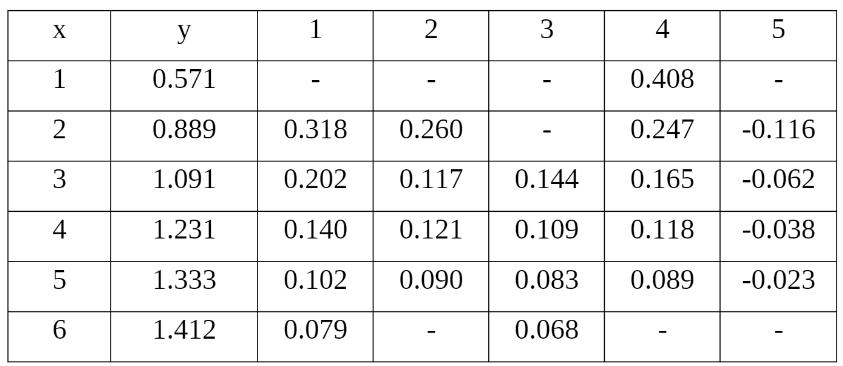 x y 1 2 3 4 5
1 0.571 - - - 0.408 -
2 0.889 0.318 0.260 - 0.247 -0.116
3 1.091 0.202 0.117 0.144 0.165 -0.062
4 1.231 0.140 0.121 0.109 0.118 -0.038
5 1.333 0.102 0.090 0.083 0.089 -0.023
6 1.412 0.079 - 0.068 - -